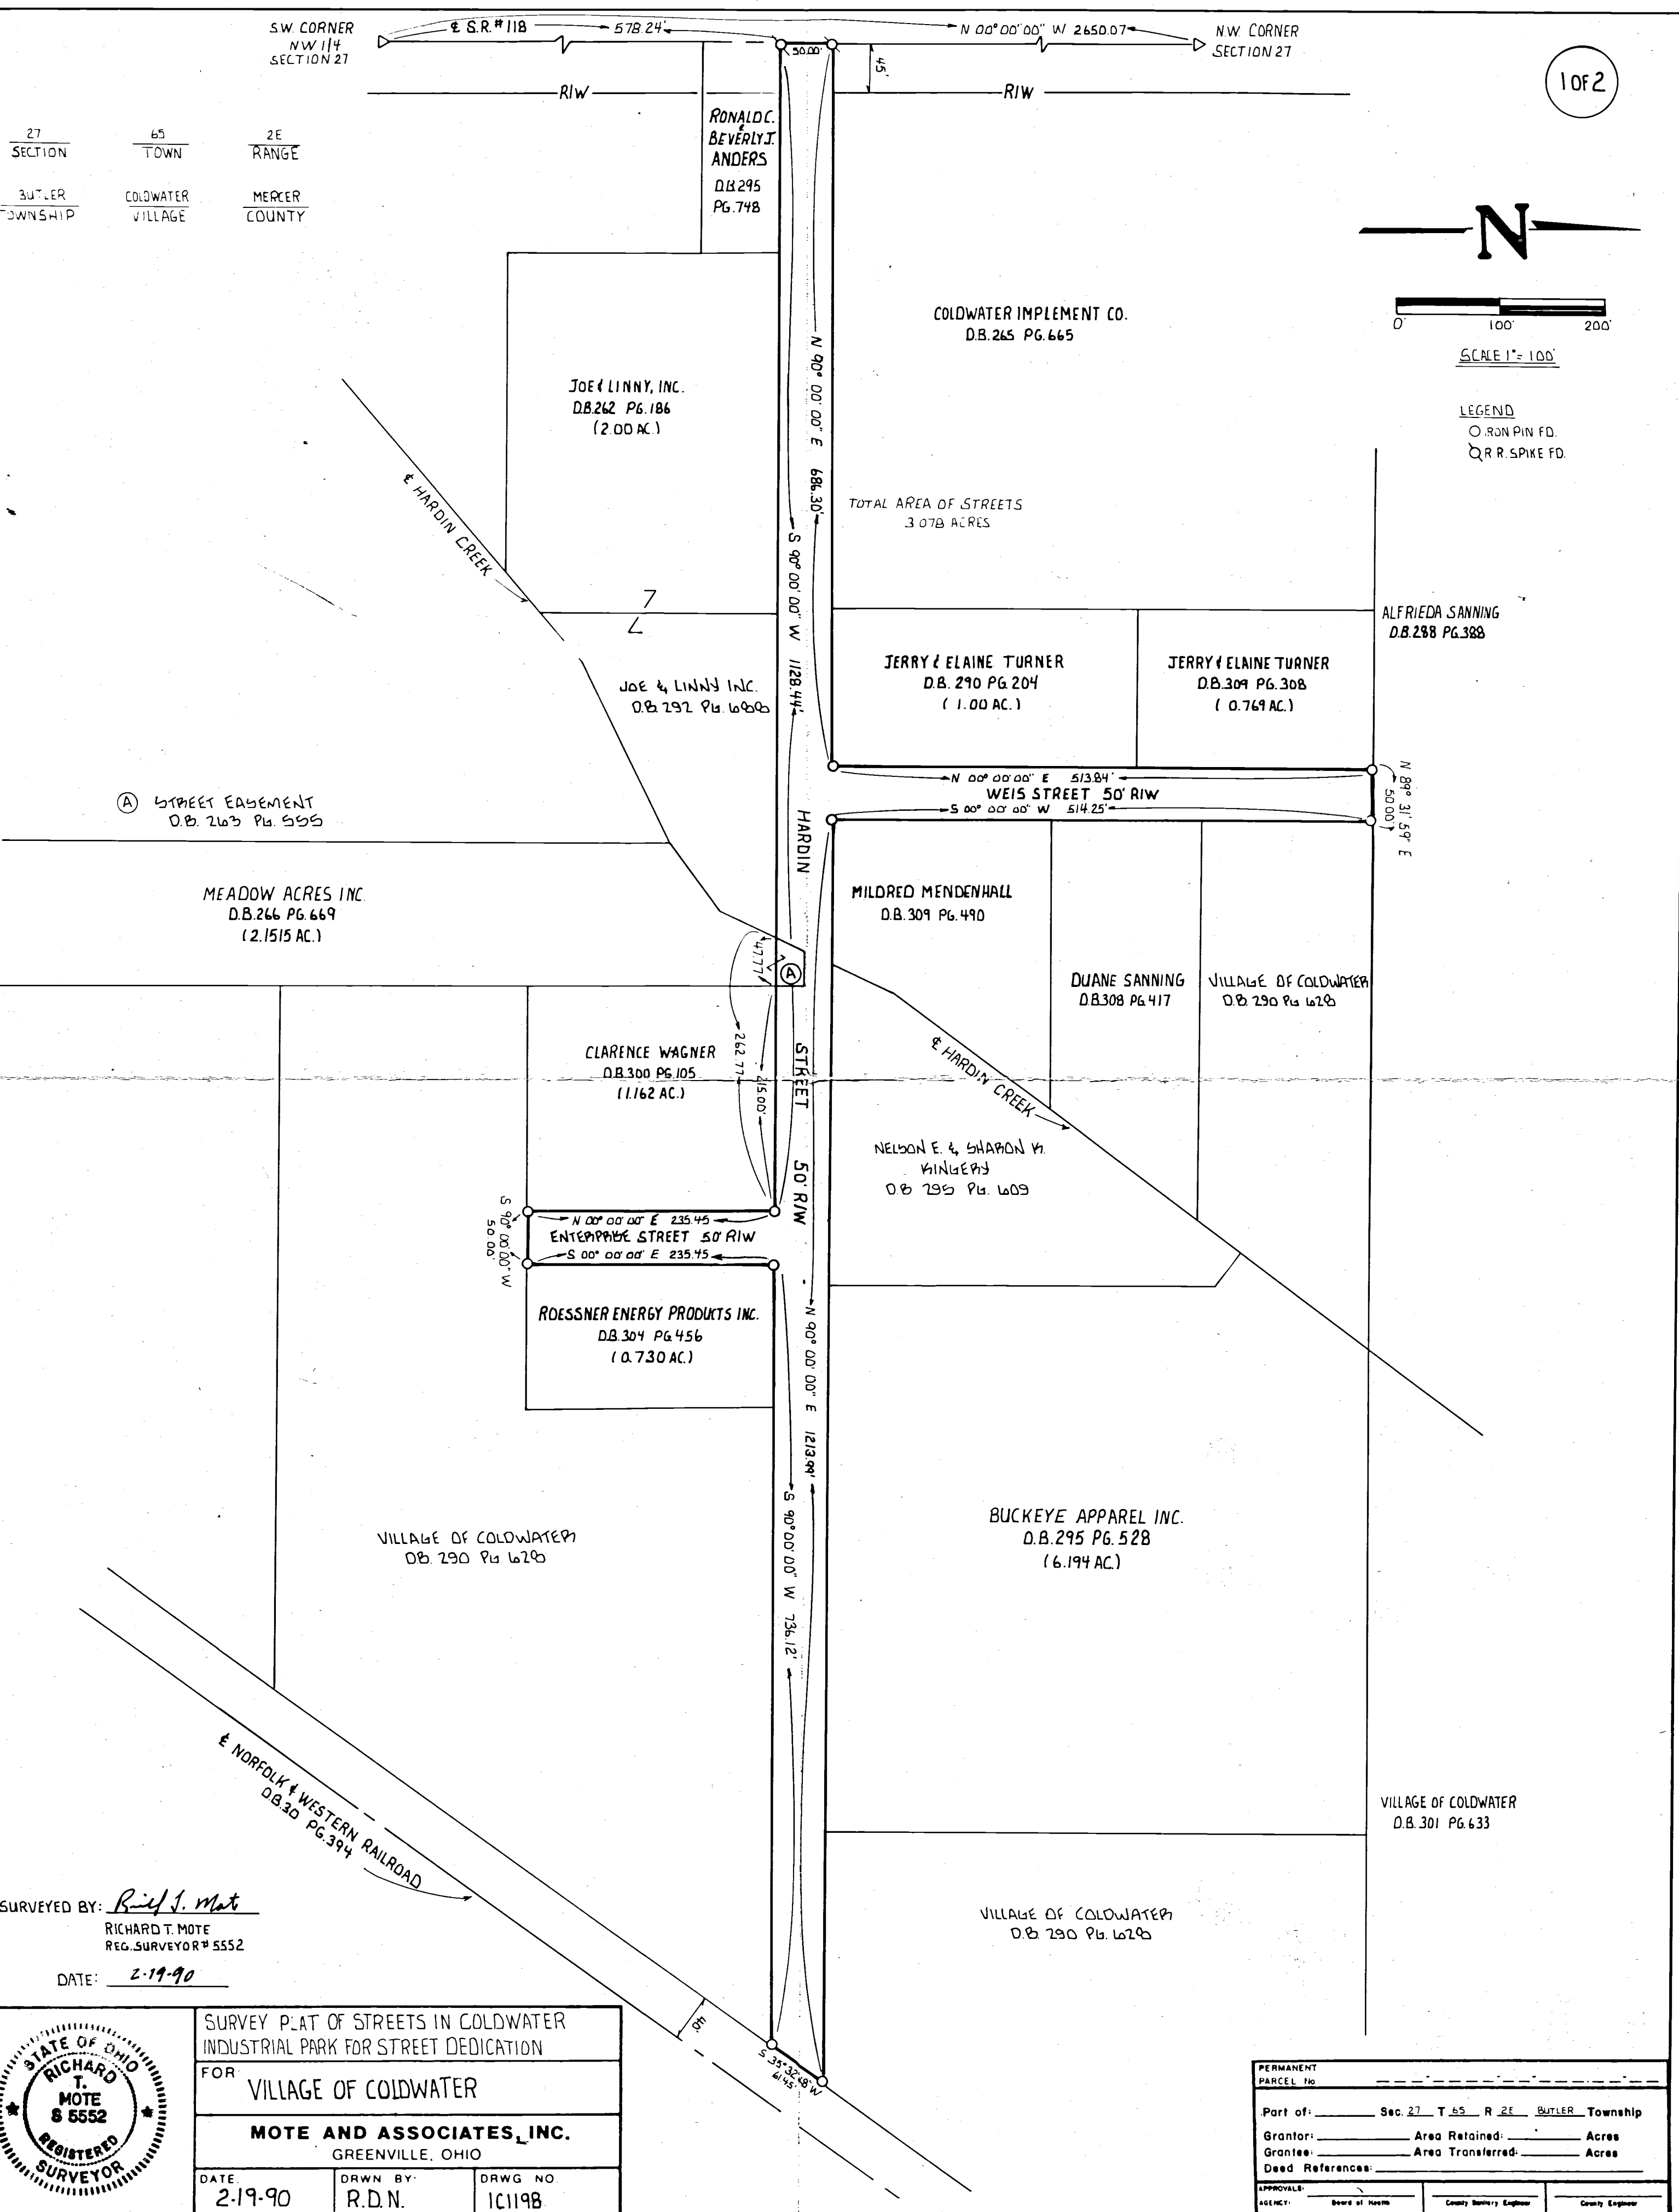 S.W. CORNER
NW 1/4
SECTION 27
℄ S.R.#118
578.24'
50.00'
N 00° 00' 00" W 2650.07
N.W. CORNER
SECTION 27
1 OF 2
45'
R/W
R/W
27
SECTION
6S
TOWN
2E
RANGE
BUTLER
TOWNSHIP
COLDWATER
VILLAGE
MERCER
COUNTY
RONALD C.
&
BEVERLY J.
ANDERS
D.B.295
PG.748
N
0' 100' 200'
SCALE 1"= 100'
LEGEND
IRON PIN FD.
R.R. SPIKE FD.
COLDWATER IMPLEMENT CO.
D.B.265 PG.665
JOE & LINNY, INC.
D.B.262 PG.186
(2.00 AC.)
N 90° 00' 00" E 686.30'
S 90° 00' 00" W 1128.44'
℄ HARDIN CREEK
TOTAL AREA OF STREETS
3.078 ACRES
ALFRIEDA SANNING
D.B.288 PG.388
JOE & LINNY INC.
D.B. 292 PG. 688
JERRY & ELAINE TURNER
D.B. 290 PG. 204
( 1.00 AC.)
JERRY & ELAINE TURNER
D.B.309 PG.308
( 0.769 AC.)
N 00° 00' 00" E 513.84'
WEIS STREET 50' R/W
S 00° 00' 00" W 514.25'
N 89° 31' 59" E
50.00'
A STREET EASEMENT
D.B. 263 PG. 555
HARDIN STREET 50' R/W
MEADOW ACRES INC.
D.B.266 PG.669
(2.1515 AC.)
MILDRED MENDENHALL
D.B.309 PG.490
47.77'
A
DUANE SANNING
D.B.308 PG.417
VILLAGE OF COLDWATER
D.B. 290 PG 628
CLARENCE WAGNER
D.B.300 PG.105
(1.162 AC.)
262.77'
215.00'
℄ HARDIN CREEK
NELSON E. & SHARON K.
KINGERY
D.B 295 PG. 609
N 00° 00' 00" E 235.45
ENTERPRISE STREET 50' R/W
S 00° 00' 00" E 235.45
S 90° 00' 00" W
50.00'
ROESSNER ENERGY PRODUCTS INC.
D.B.304 PG.456
( 0.730 AC.)
N 90° 00' 00" E 1213.99'
S 90° 00' 00" W 736.12'
BUCKEYE APPAREL INC.
D.B.295 PG.528
(6.194 AC.)
VILLAGE OF COLDWATER
D.B. 290 PG 628
℄ NORFOLK & WESTERN RAILROAD
D.B.30 PG.394
VILLAGE OF COLDWATER
D.B.301 PG.633
VILLAGE OF COLDWATER
D.B. 290 PG. 628
SURVEYED BY:
RICHARD T. MOTE
REG. SURVEYOR # 5552
DATE: 2-19-90
S 35° 32' 48" W
61.45'
STATE OF OHIO
RICHARD
T.
MOTE
S 5552
REGISTERED
SURVEYOR
SURVEY PLAT OF STREETS IN COLDWATER
INDUSTRIAL PARK FOR STREET DEDICATION
FOR
VILLAGE OF COLDWATER
MOTE AND ASSOCIATES, INC.
GREENVILLE, OHIO
DATE. DRWN BY: DRWG NO.
2-19-90 R.D.N. 1C1198
PERMANENT
PARCEL No
Part of: Sec. 27 T 6S R 2E BUTLER Township
Grantor: Area Retained: Acres
Grantee: Area Transferred: Acres
Deed References:
APPROVALS:
AGENCY: Board of Health County Sanitary Engineer County Engineer